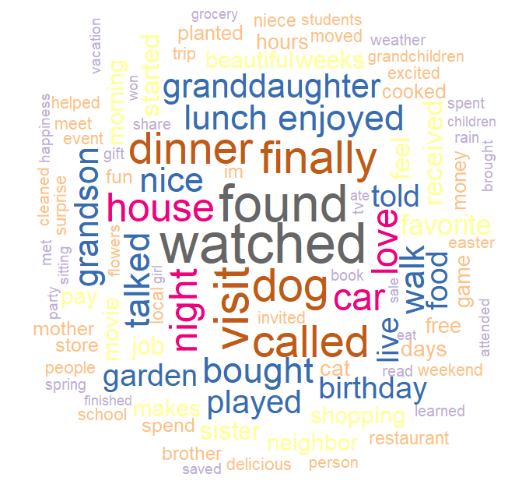 grocery
niece students
vacation
planted
hours
moved
weather
trip
beautiful
weeks
grandchildren
excited
morning
started
won
granddaughter
cooked
helped
share
lunch
enjoyed
received
spent
happiness
meet
children
event
gift
dinner
finally
feel
money
rain
brought
cleaned
surprise
grandson
fun
nice
im
ate
tv
told
house
found
love
favorite
met
sitting
flowers
talked
watched
walk
easter
local
girl
night
visit
dog
book
car
sale
food
game
party
pay
movie
invited
called
live
eat
free
attended
mother
job
store
days
people
garden
bought
cat
read
weekend
spring
birthday
finished
played
school
makes
shopping
learned
spend
sister
neighbor
restaurant
brother
saved
delicious
person